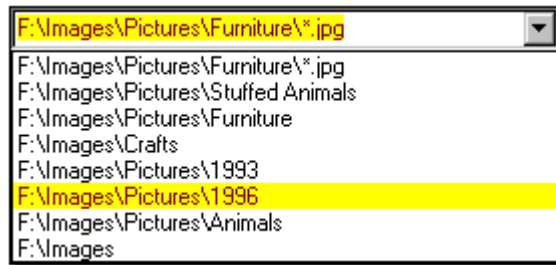 F:\Images\Pictures\Furniture\*.jpg
F:\Images\Pictures\Furniture\*.jpg
F:\Images\Pictures\Stuffed Animals
F:\Images\Pictures\Furniture
F:\Images\Crafts
F:\Images\Pictures\1993
F:\Images\Pictures\1996
F:\Images\Pictures\Animals
F:\Images